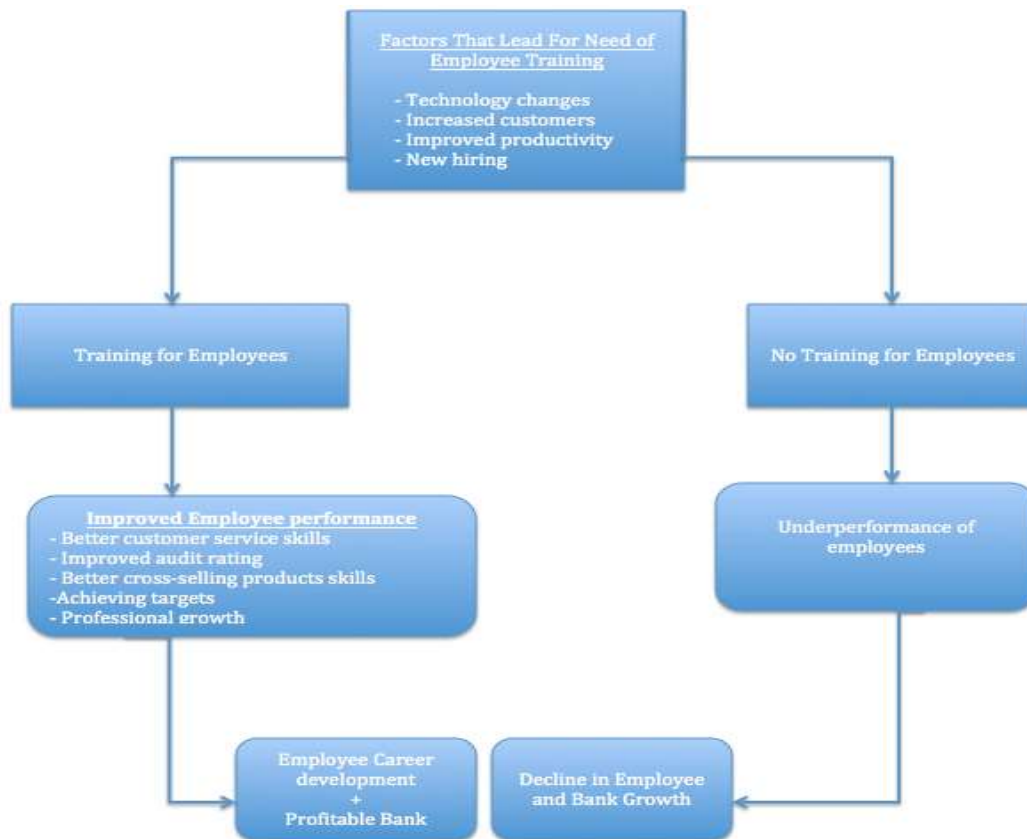 Factors That Lead For Need of
Employee Training
- Technology changes
- Increased customers
- Improved productivity
- New hiring
Training for Employees
No Training for Employees
Improved Employee performance
- Better customer service skills
- Improved audit rating
- Better cross-selling products skills
-Achieving targets
- Professional growth
Underperformance of
employees
Employee Career
development
+
Profitable Bank
Decline in Employee
and Bank Growth